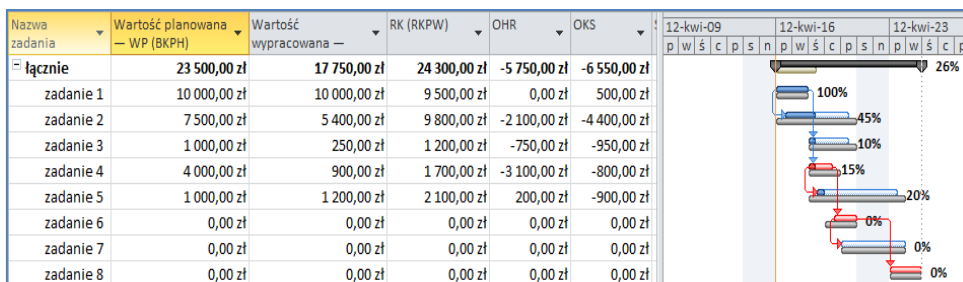 Nazwa zadania Wartość planowana — WP (BKPH) Wartość wypracowana — RK (RKPW) OHR OKS 12-kwi-09 12-kwi-16 12-kwi-23
p w ś c p s n p w ś c p s n p w ś c
łącznie 23 500,00 zł 17 750,00 zł 24 300,00 zł -5 750,00 zł -6 550,00 zł 26%
zadanie 1 10 000,00 zł 10 000,00 zł 9 500,00 zł 0,00 zł 500,00 zł 100%
zadanie 2 7 500,00 zł 5 400,00 zł 9 800,00 zł -2 100,00 zł -4 400,00 zł 45%
zadanie 3 1 000,00 zł 250,00 zł 1 200,00 zł -750,00 zł -950,00 zł 10%
zadanie 4 4 000,00 zł 900,00 zł 1 700,00 zł -3 100,00 zł -800,00 zł 15%
zadanie 5 1 000,00 zł 1 200,00 zł 2 100,00 zł 200,00 zł -900,00 zł 20%
zadanie 6 0,00 zł 0,00 zł 0,00 zł 0,00 zł 0,00 zł 0%
zadanie 7 0,00 zł 0,00 zł 0,00 zł 0,00 zł 0,00 zł 0%
zadanie 8 0,00 zł 0,00 zł 0,00 zł 0,00 zł 0,00 zł 0%